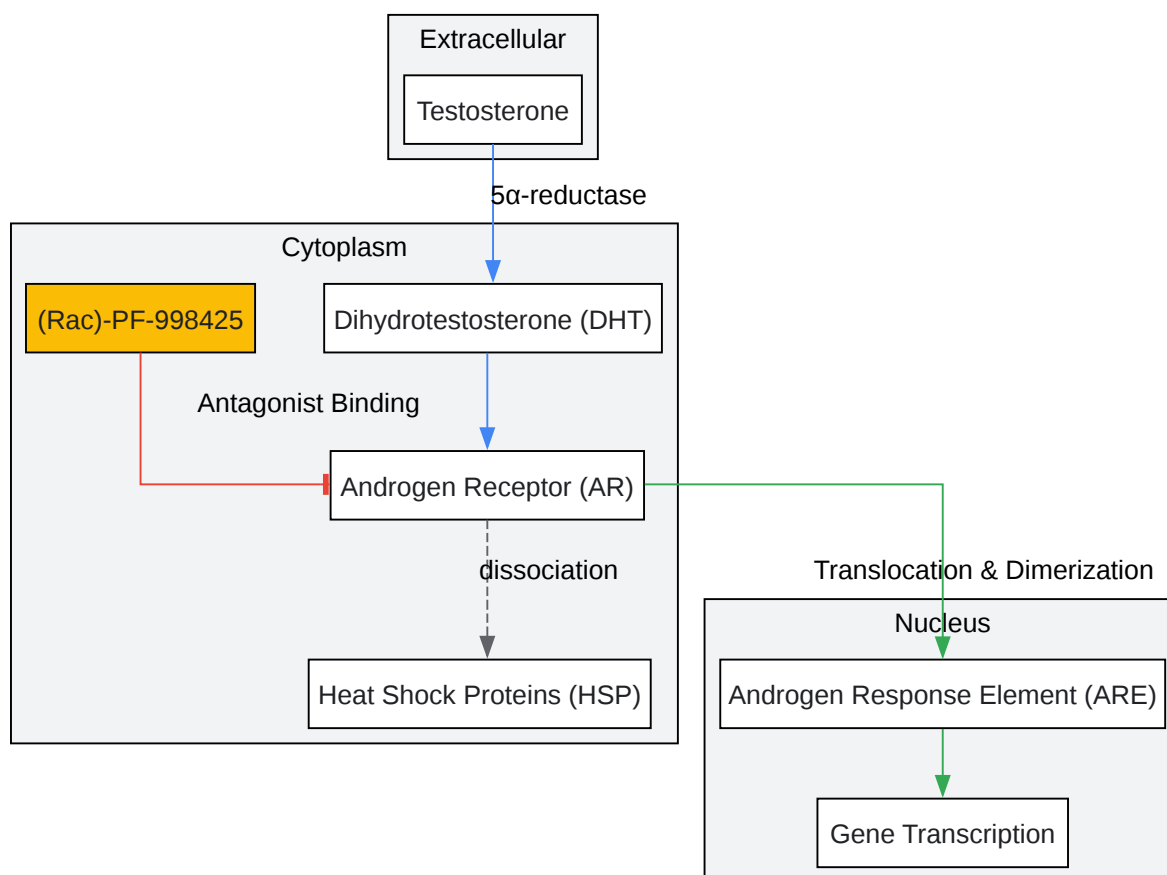 Extracellular
Testosterone
5α-reductase
Cytoplasm
(Rac)-PF-998425
Dihydrotestosterone (DHT)
Antagonist Binding
Androgen Receptor (AR)
dissociation
Translocation & Dimerization
Nucleus
Heat Shock Proteins (HSP)
Androgen Response Element (ARE)
Gene Transcription